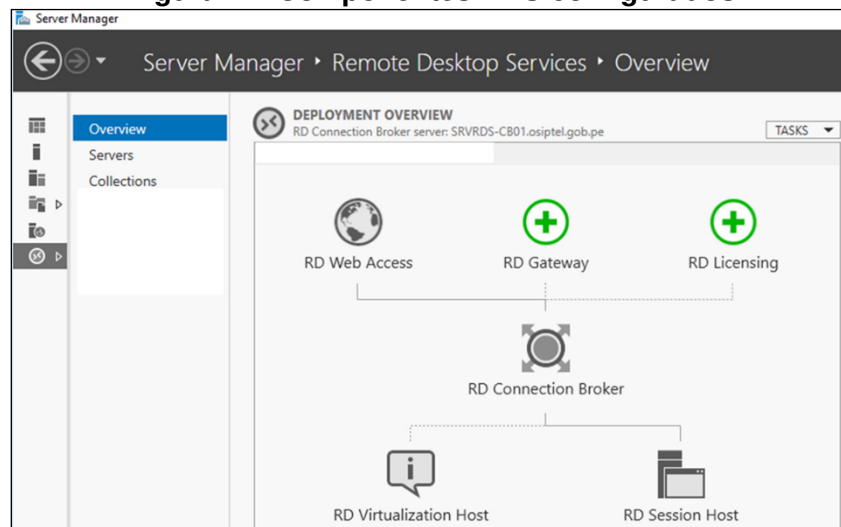 Server Manager
Server Manager • Remote Desktop Services • Overview
Overview
Servers
Collections
DEPLOYMENT OVERVIEW
RD Connection Broker server: SRVRDS-CB01.osiptel.gob.pe
TASKS
RD Web Access
RD Gateway
RD Licensing
RD Connection Broker
RD Virtualization Host
RD Session Host